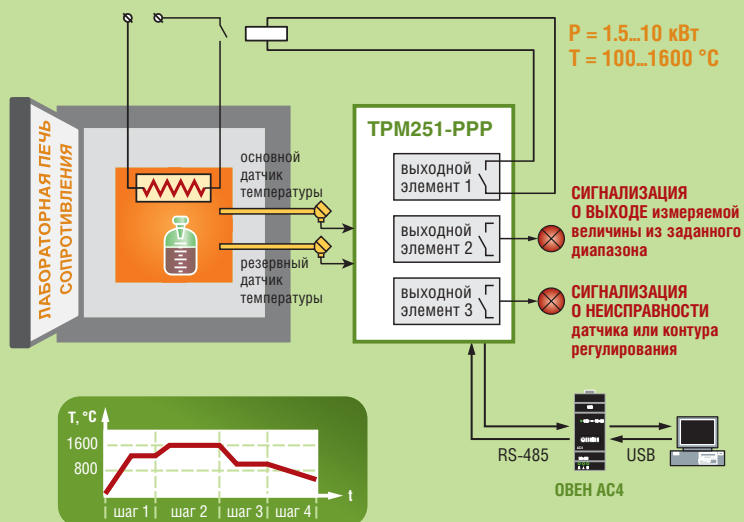 P = 1.5...10 кВт
T = 100...1600 °C
ЛАБОРАТОРНАЯ ПЕЧЬ
СОПРОТИВЛЕНИЯ
основной
датчик
температуры
резервный
датчик
температуры
ТРМ251-РРР
выходной
элемент 1
выходной
элемент 2
выходной
элемент 3
СИГНАЛИЗАЦИЯ
О ВЫХОДЕ измеряемой
величины из заданного
диапазона
СИГНАЛИЗАЦИЯ
О НЕИСПРАВНОСТИ
датчика или контура
регулирования
T, °C
1600
800
t
шаг 1
шаг 2
шаг 3
шаг 4
RS-485
USB
ОВЕН АС4